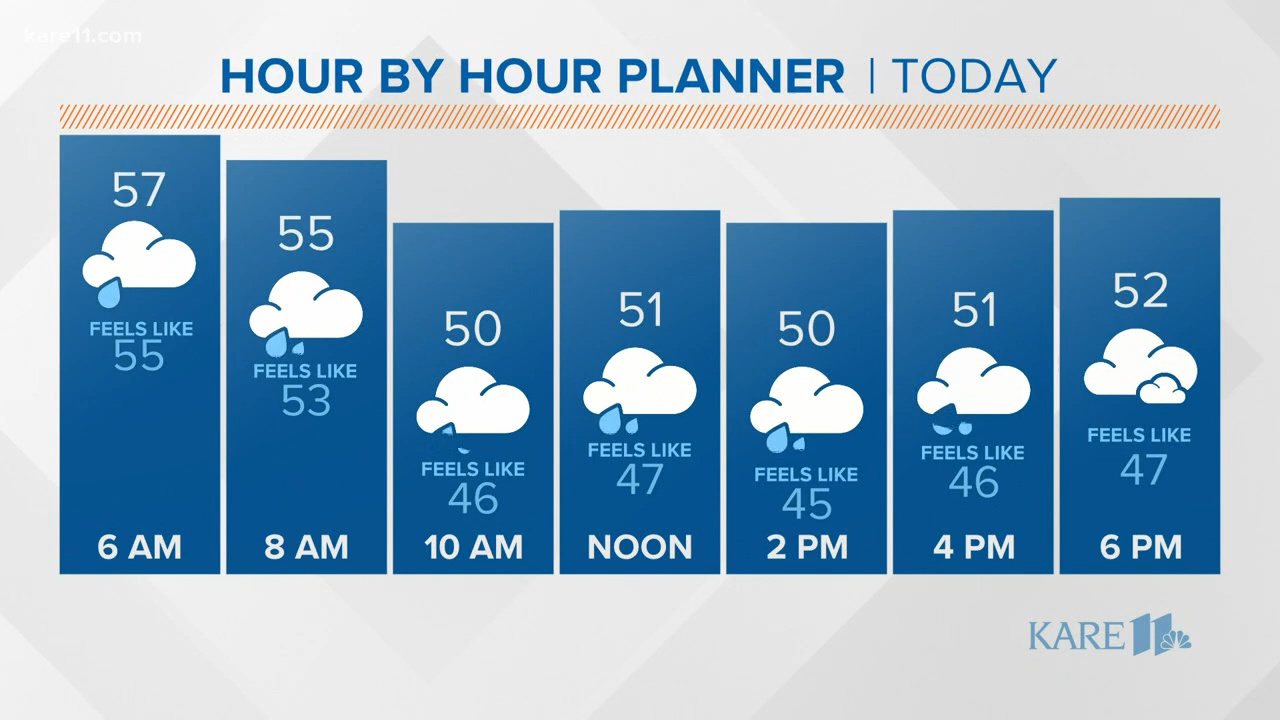 kare11.com
HOUR BY HOUR PLANNER | TODAY
57
FEELS LIKE
55
6 AM
55
FEELS LIKE
53
8 AM
50
FEELS LIKE
46
10 AM
51
FEELS LIKE
47
NOON
50
FEELS LIKE
45
2 PM
51
FEELS LIKE
46
4 PM
52
FEELS LIKE
47
6 PM
KARE 11